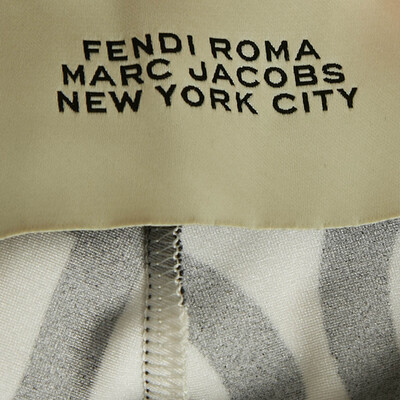 FENDI ROMA
MARC JACOBS
NEW YORK CITY